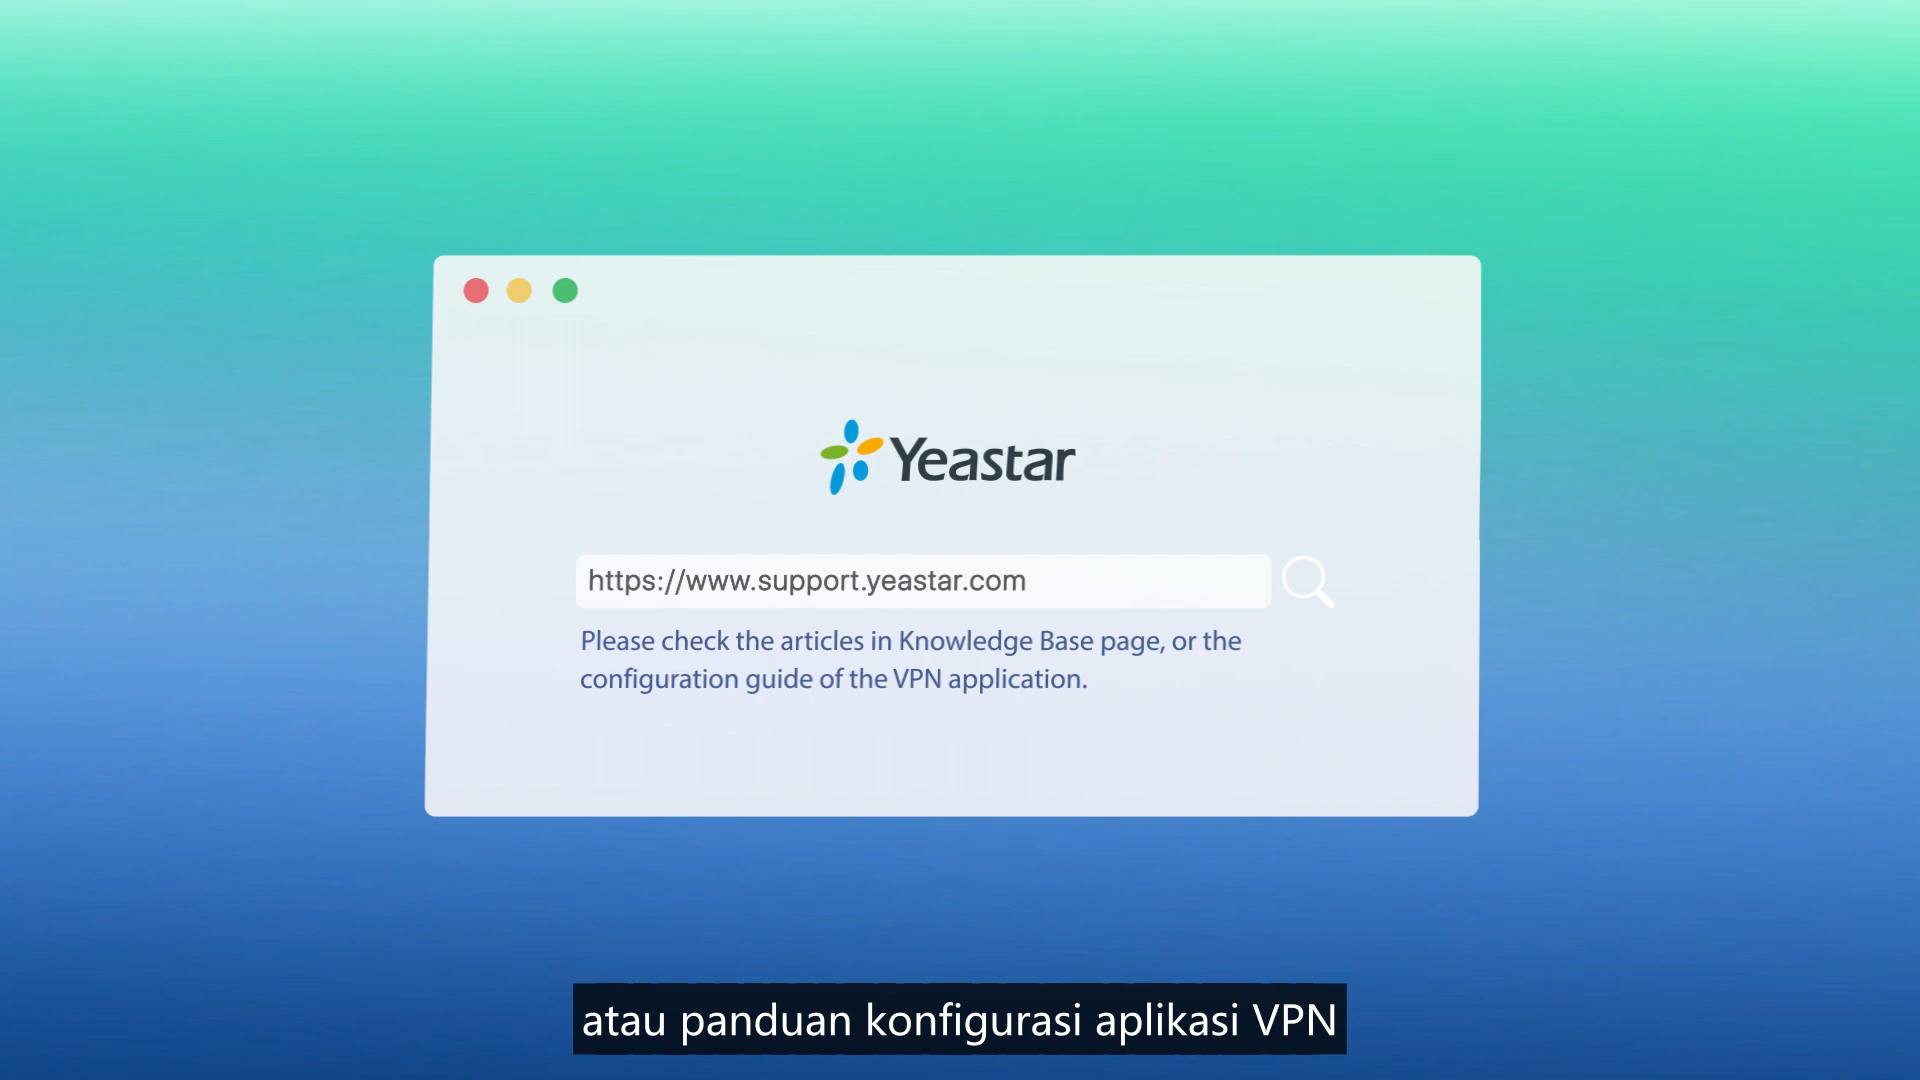 Yeastar
https://www.support.yeastar.com
Please check the articles in Knowledge Base page, or the
configuration guide of the VPN application.
atau panduan konfigurasi aplikasi VPN